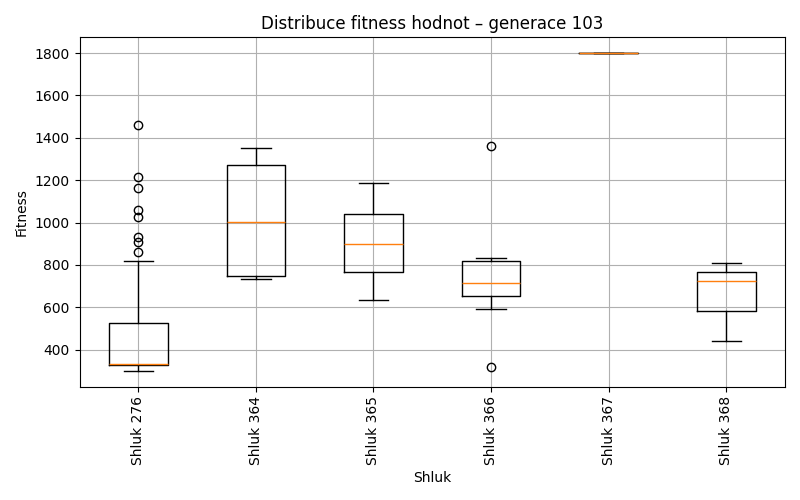 Distribuce fitness hodnot – generace 103
Fitness
1800
1600
1400
1200
1000
800
600
400
Shluk 276
Shluk 364
Shluk 365
Shluk 366
Shluk 367
Shluk 368
Shluk